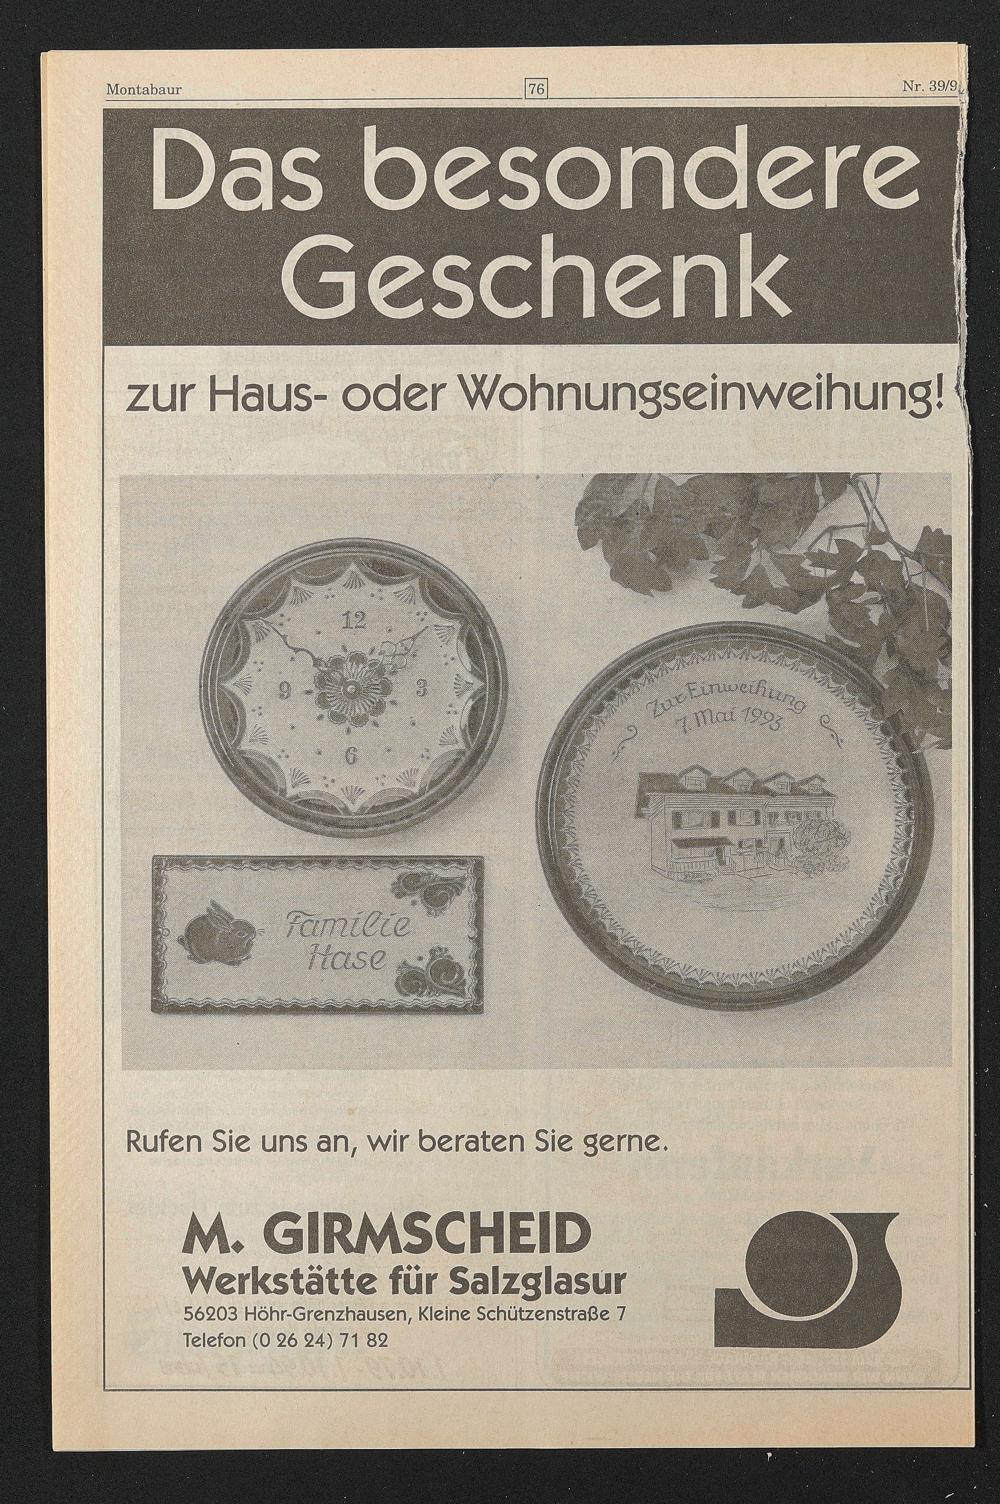 Montabaur
76
Nr. 39/9
Das besondere
Geschenk
zur Haus- oder Wohnungseinweihung!
12
9
3
6
Zur Einweihung
7. Mai 1993
Familie
Hase
Rufen Sie uns an, wir beraten Sie gerne.
M. GIRMSCHEID
Werkstätte für Salzglasur
56203 Höhr-Grenzhausen, Kleine Schützenstraße 7
Telefon (0 26 24) 71 82